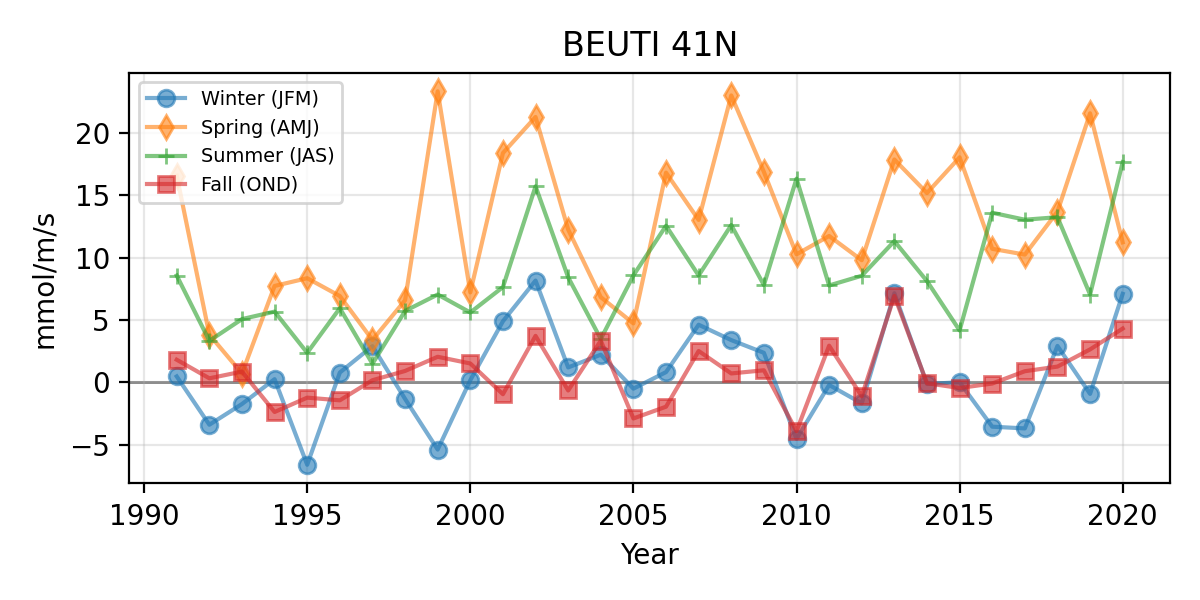 BEUTI 41N
Winter (JFM)
Spring (AMJ)
Summer (JAS)
Fall (OND)
20
15
10
5
0
−5
mmol/m/s
1990 1995 2000 2005 2010 2015 2020
Year